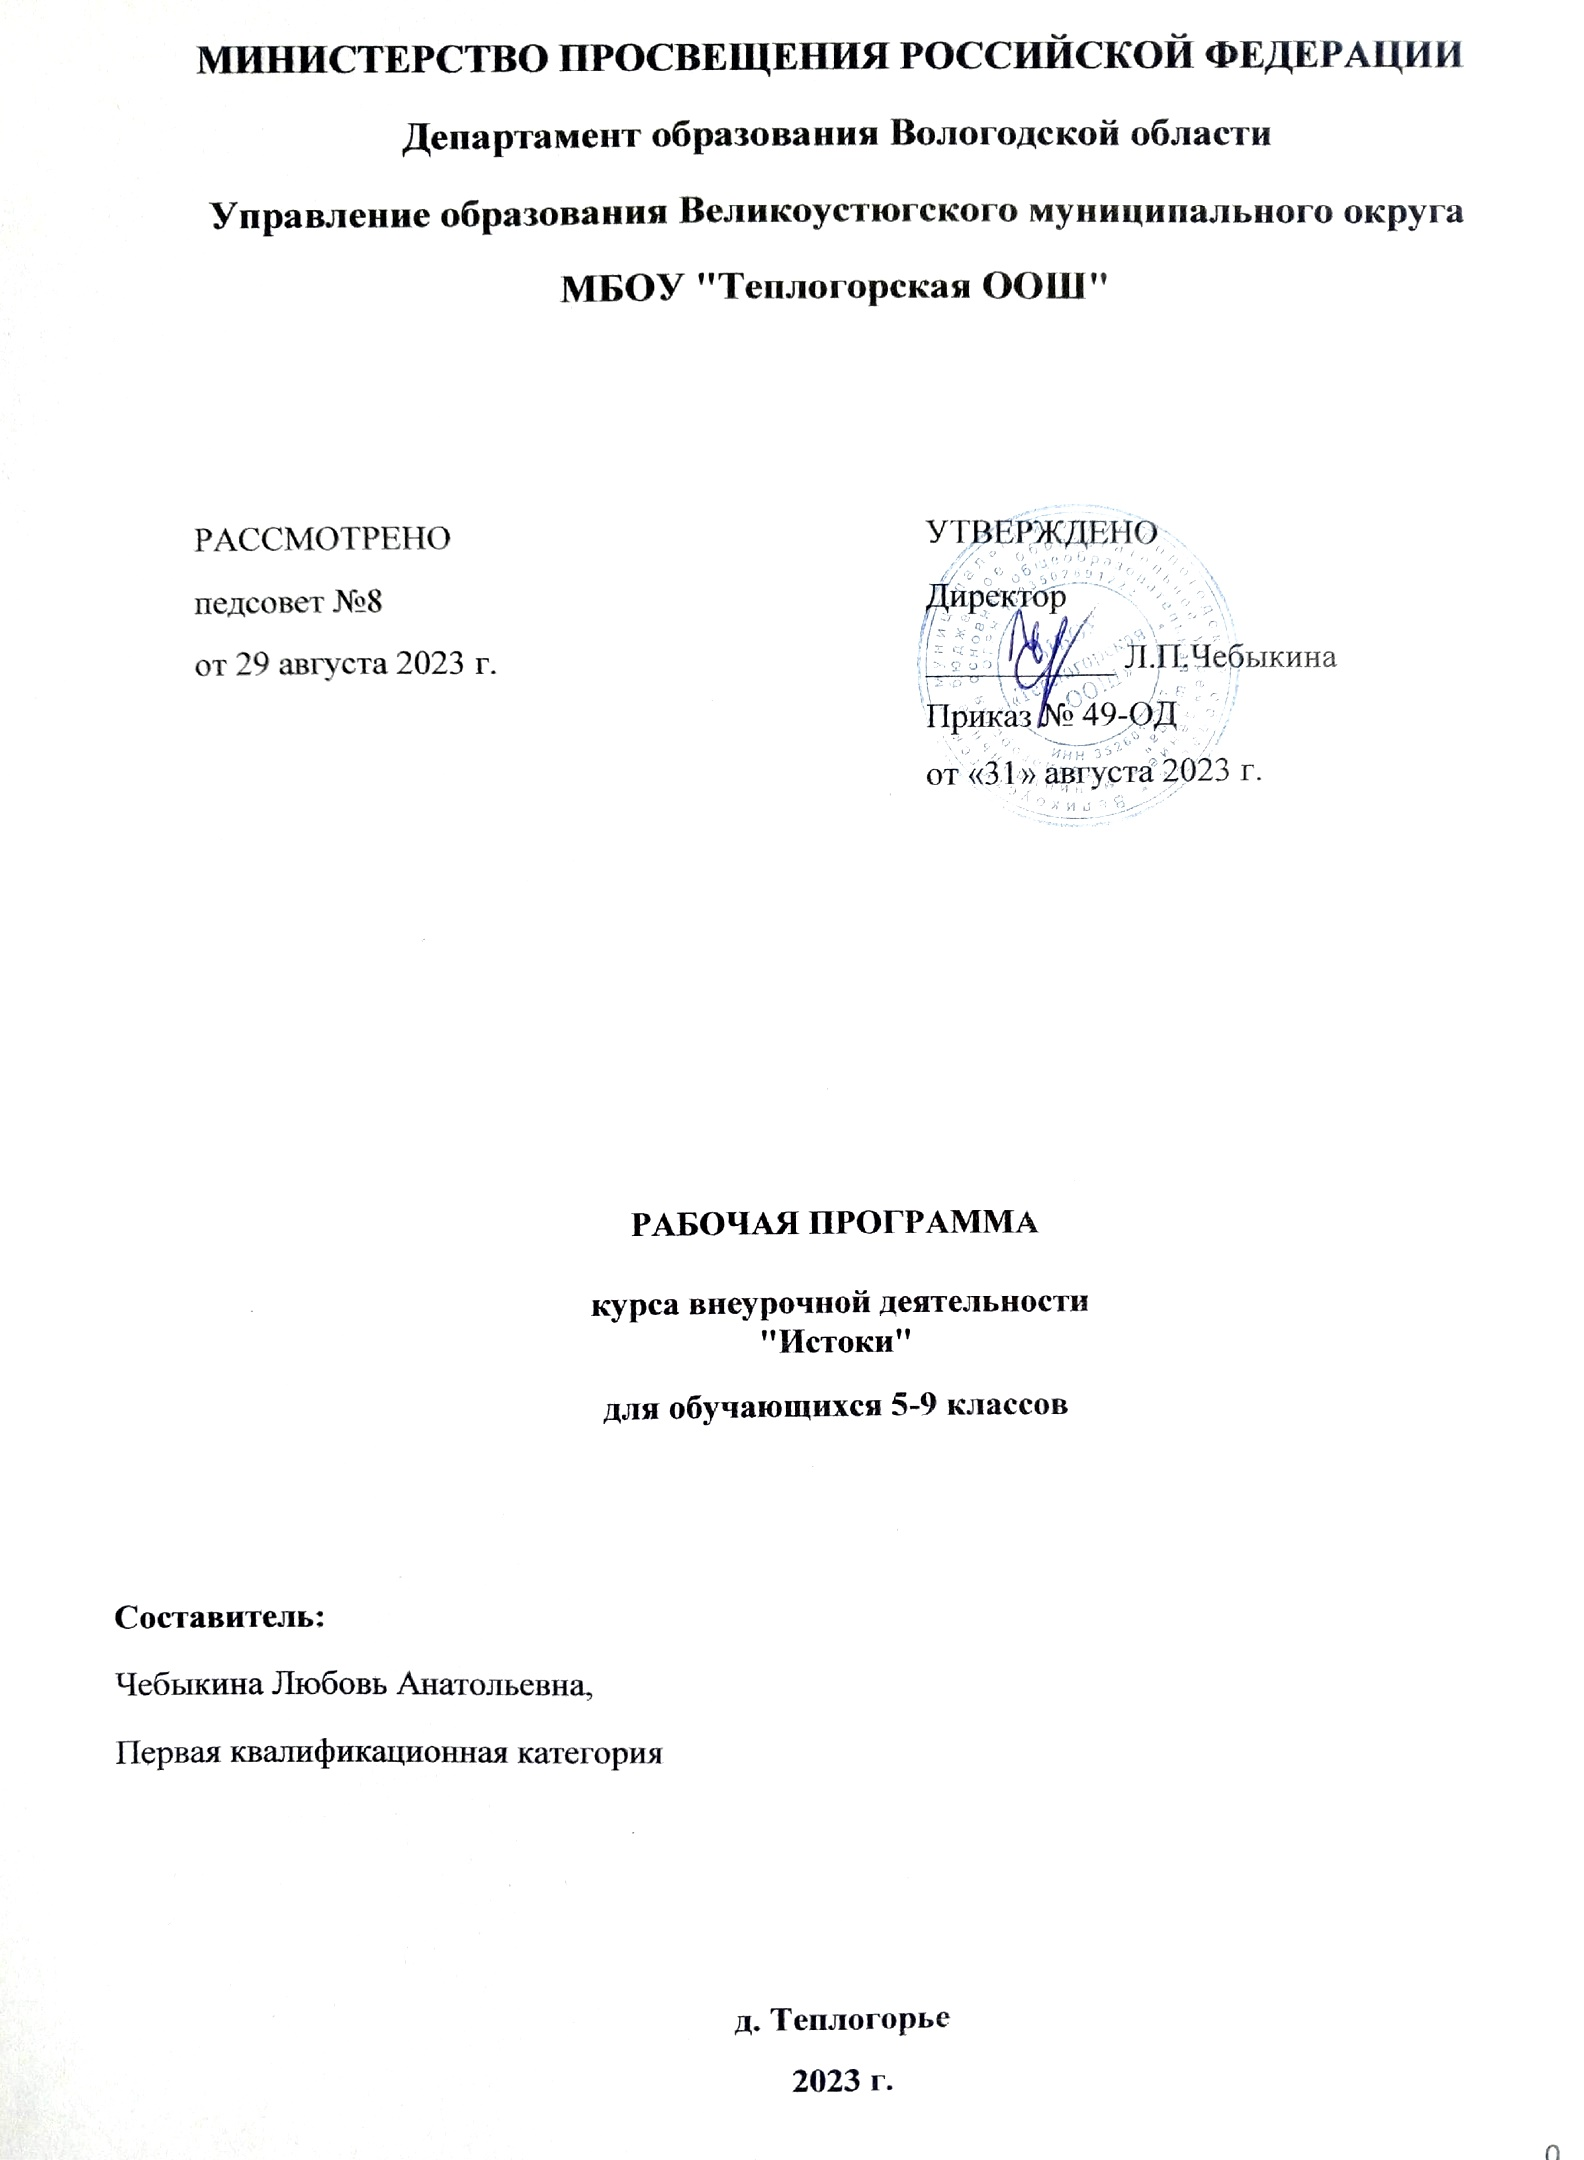 МИНИСТЕРСТВО ПРОСВЕЩЕНИЯ РОССИЙСКОЙ ФЕДЕРАЦИИ
Департамент образования Вологодской области
Управление образования Великоустюгского муниципального округа
МБОУ "Теплогорская ООШ"
РАССМОТРЕНО
педсовет №8
от 29 августа 2023 г.
УТВЕРЖДЕНО
Директор
Л.П.Чебыкина
Приказ № 49-ОД
от «31» августа 2023 г.
РАБОЧАЯ ПРОГРАММА
курса внеурочной деятельности
"Истоки"
для обучающихся 5-9 классов
Составитель:
Чебыкина Любовь Анатольевна,
Первая квалификационная категория
д. Теплогорье
2023 г.
0